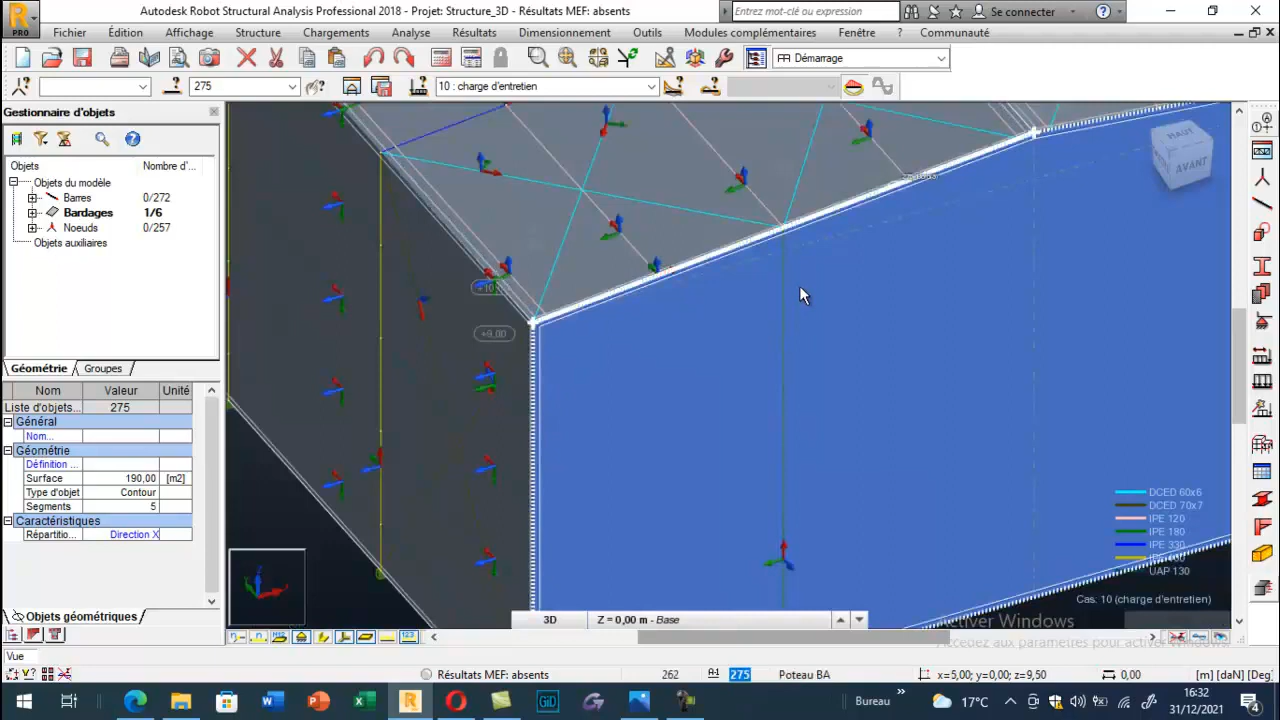 Autodesk Robot Structural Analysis Professional 2018 - Projet: Structure_3D - Résultats MEF: absents
Entrez mot-clé ou expression
Se connecter
PRO
Fichier Édition Affichage Structure Chargements Analyse Résultats Dimensionnement Outils Modules complémentaires Fenêtre ? Communauté
Démarrage
275
10 : charge d'entretien
Gestionnaire d'objets
Objets Nombre d'...
Objets du modèle
Barres 0/272
Bardages 1/6
Noeuds 0/257
Objets auxiliaires
Géométrie Groupes
Nom Valeur Unité
Liste d'objets... 275
Général
Nom...
Géométrie
Définition ...
Surface 190,00 [m2]
Type d'objet Contour
Segments 5
Caractéristiques
Répartitio... Direction X
Objets géométriques
HAUT
AVANT
+9,00
DCED 60x6
DCED 70x7
IPE 120
IPE 180
IPE 330
UAP 130
Cas: 10 (charge d'entretien)
Activer Windows
Accédez aux paramètres pour activer Windows.
3D Z = 0,00 m - Base
Vue
Résultats MEF: absents 262 275 Poteau BA x=5,00; y=0,00; z=9,50 0,00 [m] [daN] [Deg]
Bureau
17°C
16:32
31/12/2021
4